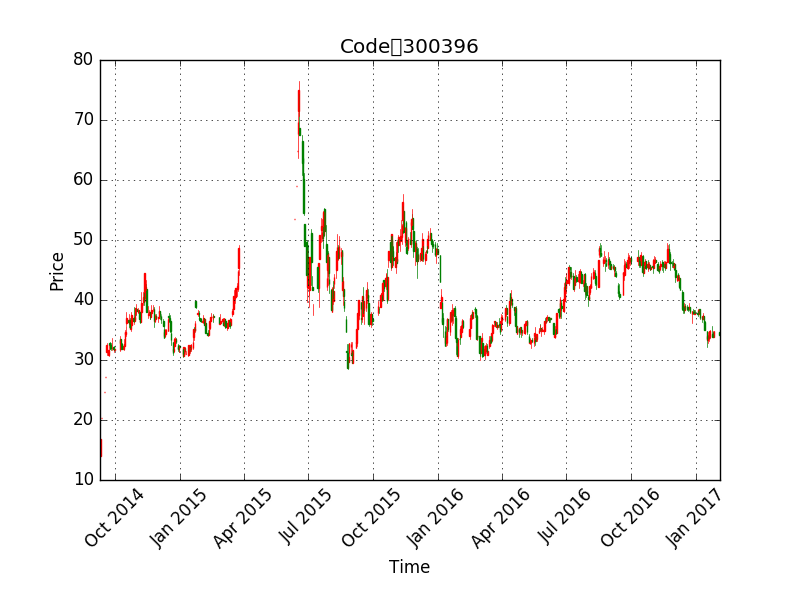 Code▯300396
80
70
60
50
40
30
20
10
Price
Oct 2014
Jan 2015
Apr 2015
Jul 2015
Oct 2015
Jan 2016
Apr 2016
Jul 2016
Oct 2016
Jan 2017
Time